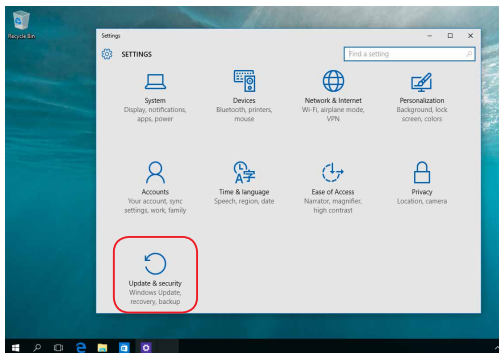 Recycle Bin
Settings
SETTINGS
Find a setting
System
Display, notifications,
apps, power
Devices
Bluetooth, printers,
mouse
Network & Internet
Wi-Fi, airplane mode,
VPN
Personalization
Background, lock
screen, colors
Accounts
Your account, sync
settings, work, family
Time & language
Speech, region, date
Ease of Access
Narrator, magnifier,
high contrast
Privacy
Location, camera
Update & security
Windows Update,
recovery, backup